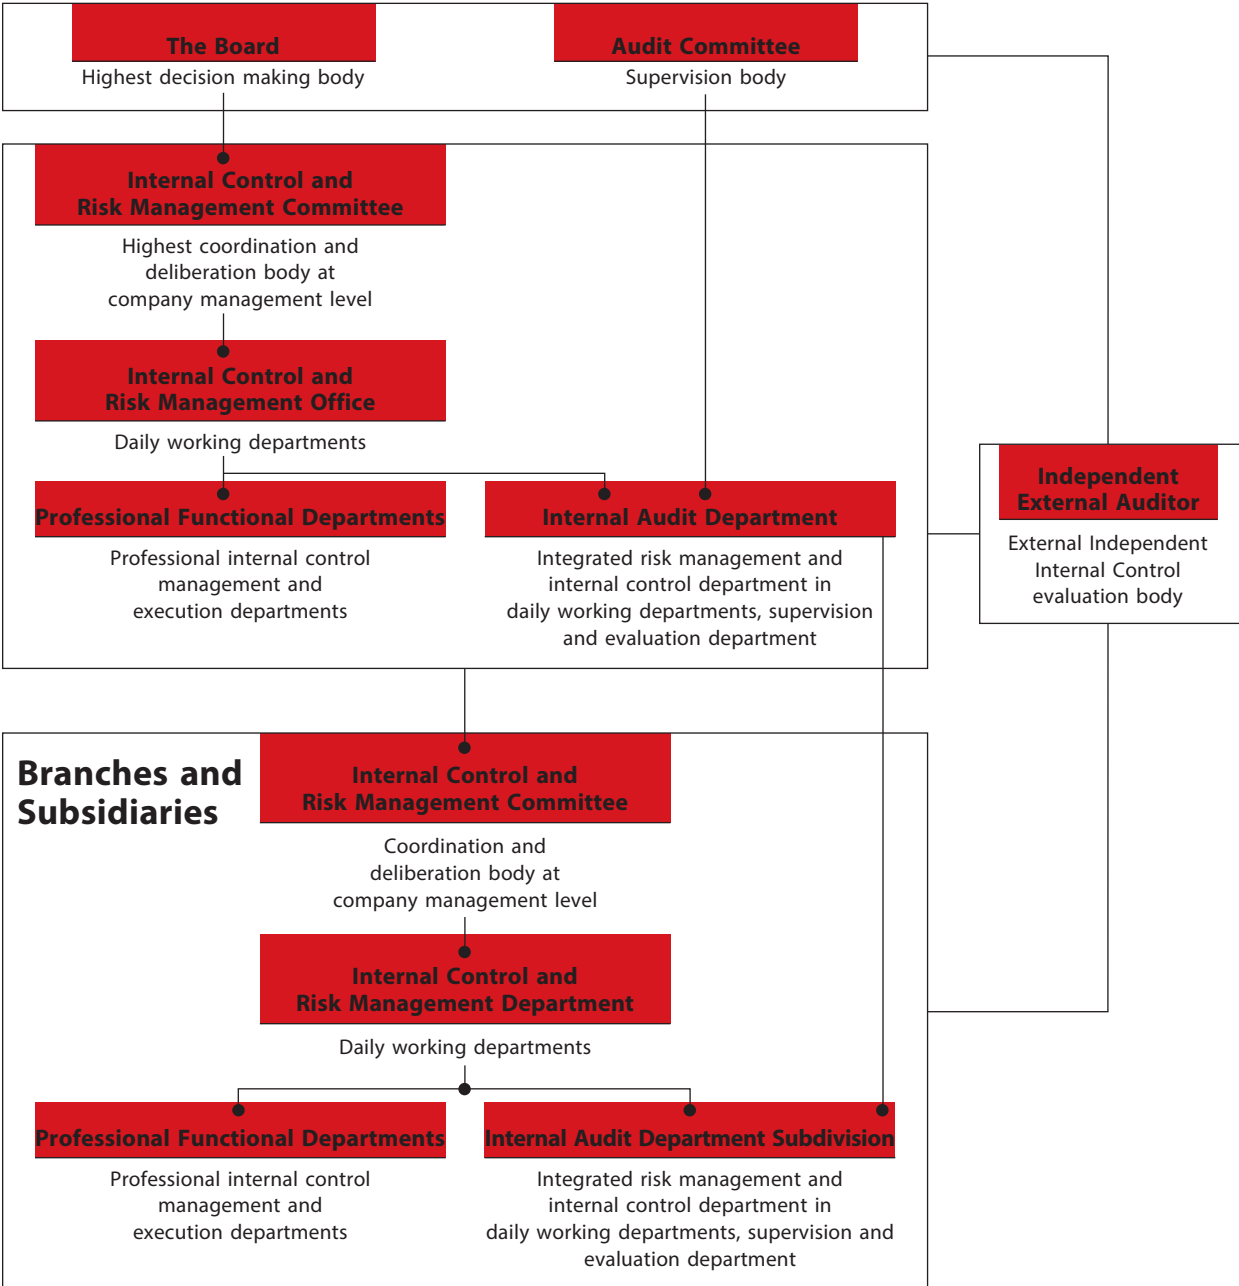 The Board
Highest decision making body
Audit Committee
Supervision body
Internal Control and
Risk Management Committee
Highest coordination and
deliberation body at
company management level
Internal Control and
Risk Management Office
Daily working departments
Professional Functional Departments
Professional internal control
management and
execution departments
Internal Audit Department
Integrated risk management and
internal control department in
daily working departments, supervision
and evaluation department
Independent
External Auditor
External Independent
Internal Control
evaluation body
Branches and
Subsidiaries
Internal Control and
Risk Management Committee
Coordination and
deliberation body at
company management level
Internal Control and
Risk Management Department
Daily working departments
Professional Functional Departments
Professional internal control
management and
execution departments
Internal Audit Department Subdivision
Integrated risk management and
internal control department in
daily working departments, supervision and
evaluation department